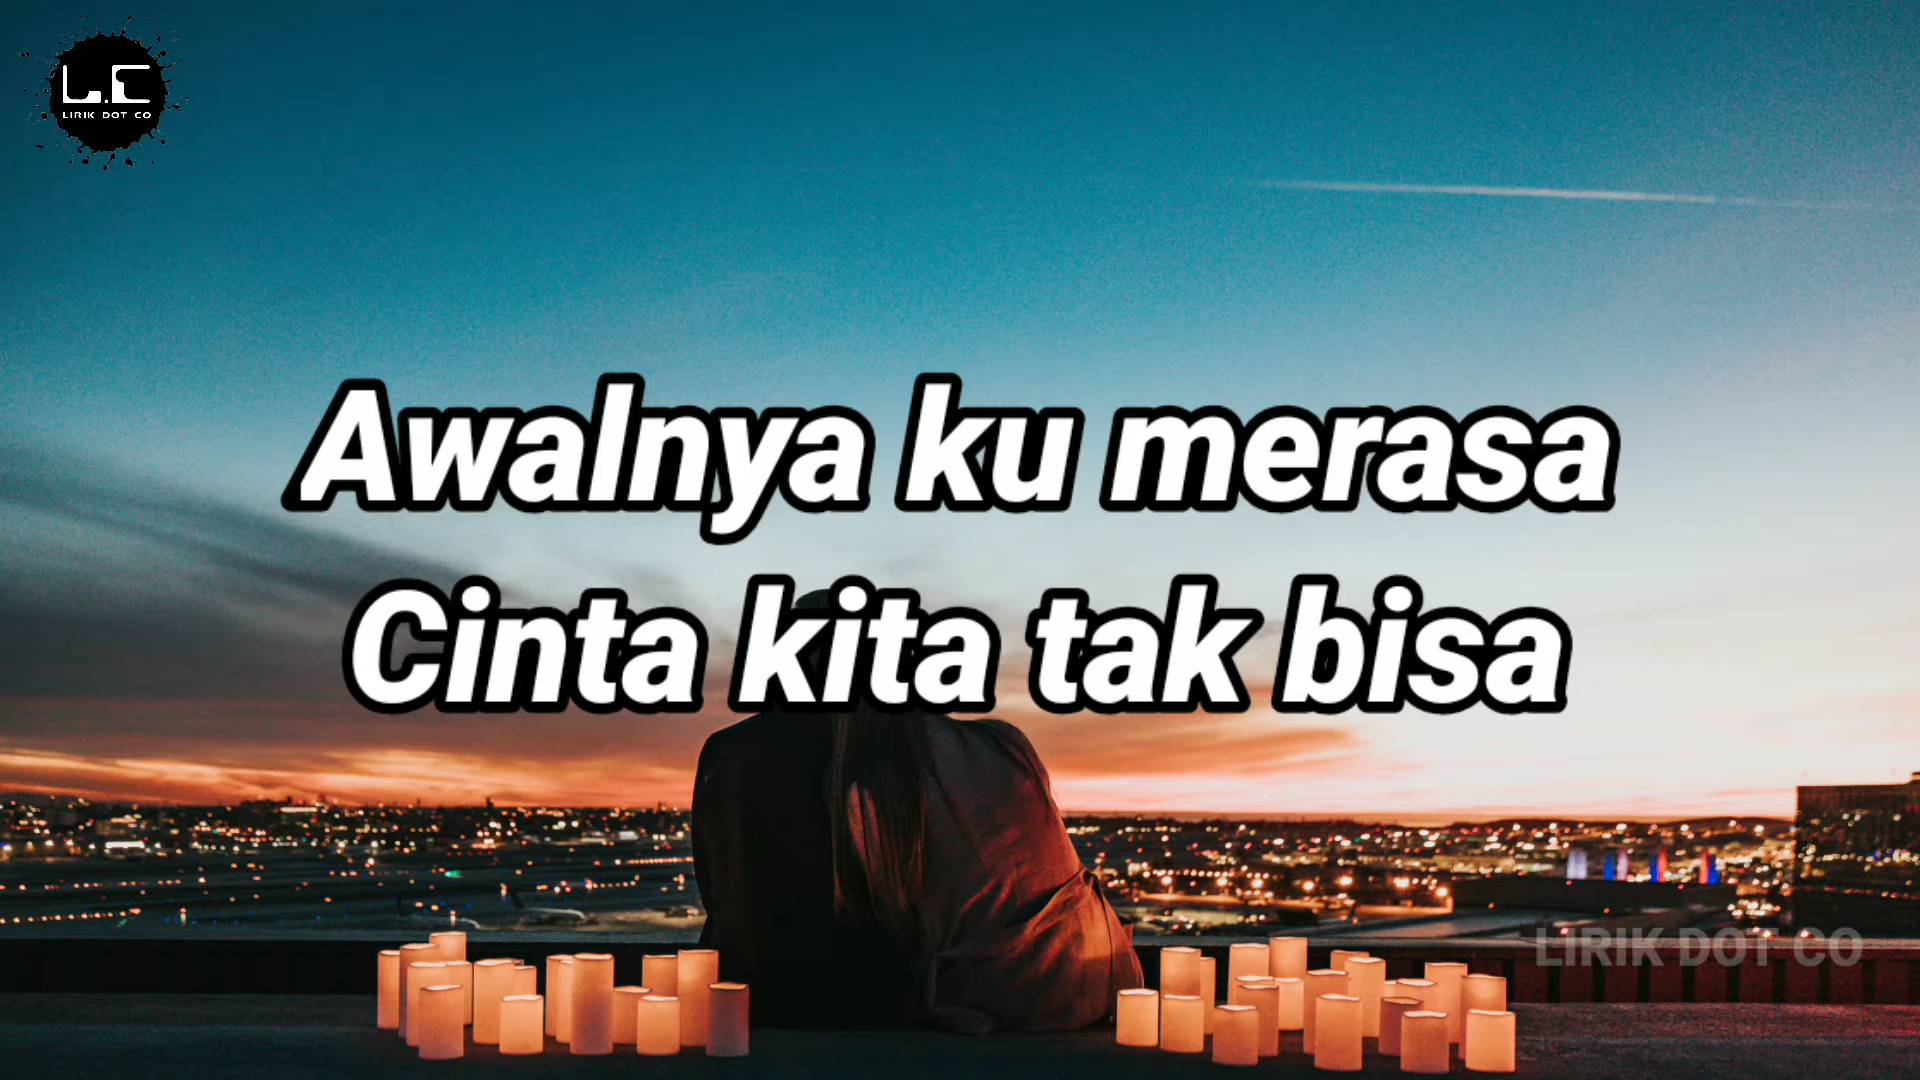 L.C
LIRIK DOT CO
Awalnya ku merasa
Cinta kita tak bisa
LIRIK DOT CO